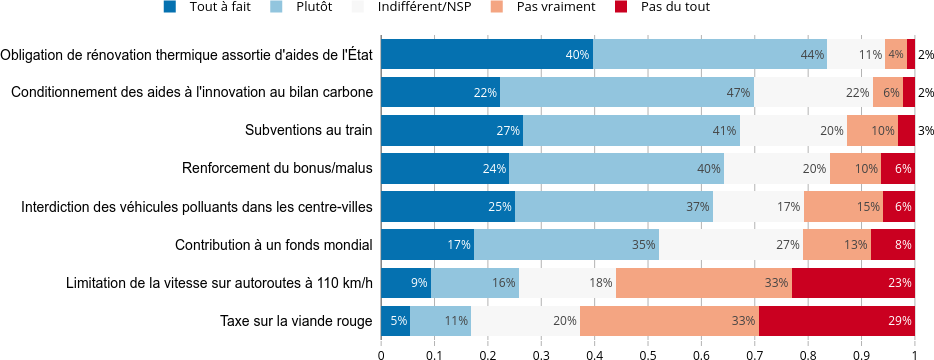 Tout à fait Plutôt Indifférent/NSP Pas vraiment Pas du tout
Obligation de rénovation thermique assortie d'aides de l'État 40% 44% 11% 4% 2%
Conditionnement des aides à l'innovation au bilan carbone 22% 47% 22% 6% 2%
Subventions au train 27% 41% 20% 10% 3%
Renforcement du bonus/malus 24% 40% 20% 10% 6%
Interdiction des véhicules polluants dans les centre-villes 25% 37% 17% 15% 6%
Contribution à un fonds mondial 17% 35% 27% 13% 8%
Limitation de la vitesse sur autoroutes à 110 km/h 9% 16% 18% 33% 23%
Taxe sur la viande rouge 5% 11% 20% 33% 29%
0 0.1 0.2 0.3 0.4 0.5 0.6 0.7 0.8 0.9 1